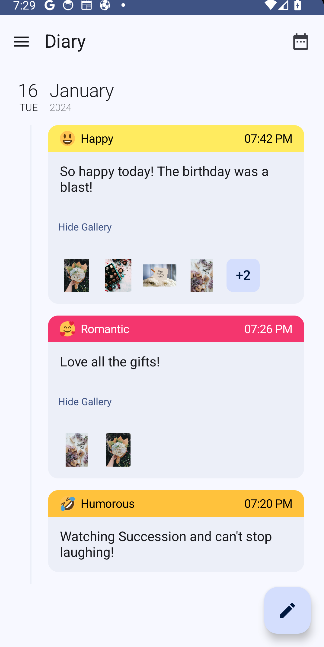 7:29
Diary
16 January
TUE 2024
Happy 07:42 PM
So happy today! The birthday was a
blast!
Hide Gallery
+2
Romantic 07:26 PM
Love all the gifts!
Hide Gallery
Humorous 07:20 PM
Watching Succession and can't stop
laughing!